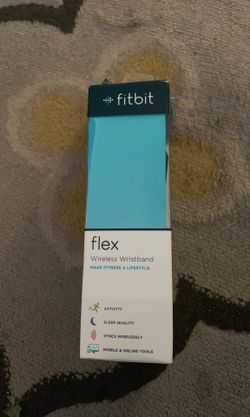 fitbit
flex
Wireless Wristband
MAKE FITNESS A LIFESTYLE
ACTIVITY
SLEEP QUALITY
SYNCS WIRELESSLY
MOBILE & ONLINE TOOLS